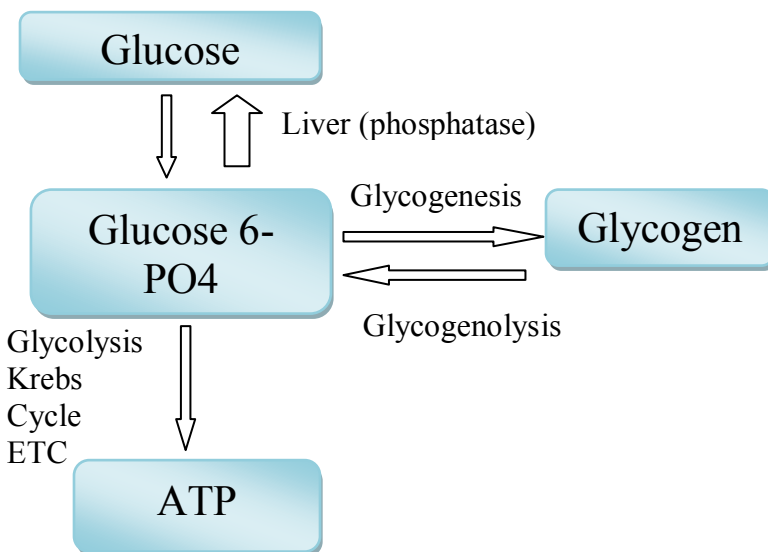 Glucose
Liver (phosphatase)
Glycogenesis
Glucose 6-
PO4
Glycogen
Glycogenolysis
Glycolysis
Krebs
Cycle
ETC
ATP